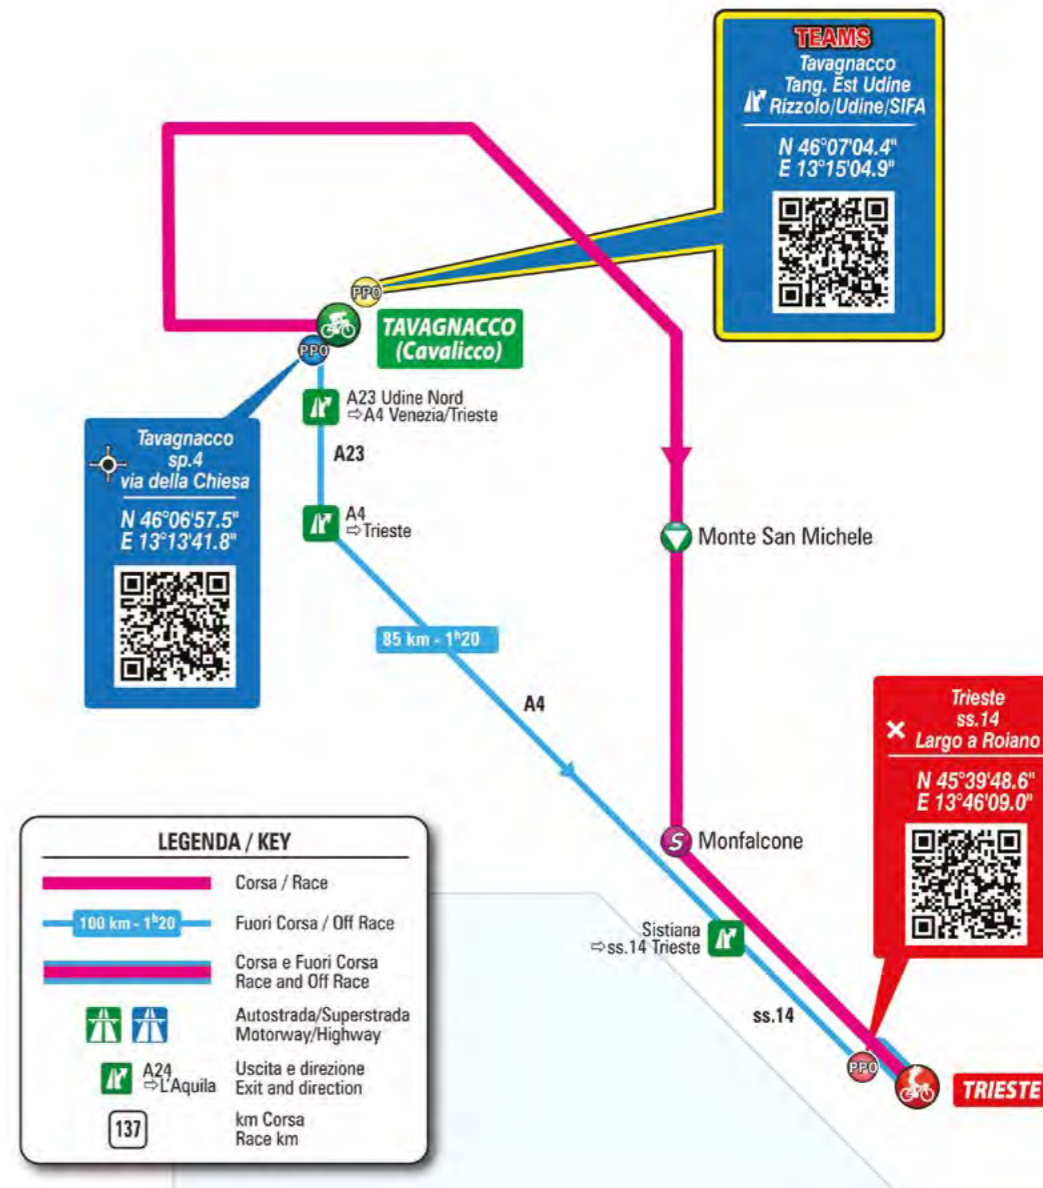 TEAMS
Tavagnacco
Tang. Est Udine
Rizzolo/Udine/SIFA
N 46°07'04.4"
E 13°15'04.9"
PPO
TAVAGNACCO
(Cavalicco)
PPO
A23 Udine Nord
⇨A4 Venezia/Trieste
A23
Tavagnacco
sp.4
via della Chiesa
N 46°06'57.5"
E 13°13'41.8"
A4
⇨Trieste
Monte San Michele
85 km - 1ʰ20
A4
Trieste
ss.14
Largo a Roiano
N 45°39'48.6"
E 13°46'09.0"
S Monfalcone
Sistiana
⇨ss.14 Trieste
ss.14
PPO
TRIESTE
LEGENDA / KEY
Corsa / Race
100 km - 1ʰ20
Fuori Corsa / Off Race
Corsa e Fuori Corsa
Race and Off Race
Autostrada/Superstrada
Motorway/Highway
A24
⇨L'Aquila
Uscita e direzione
Exit and direction
137
km Corsa
Race km